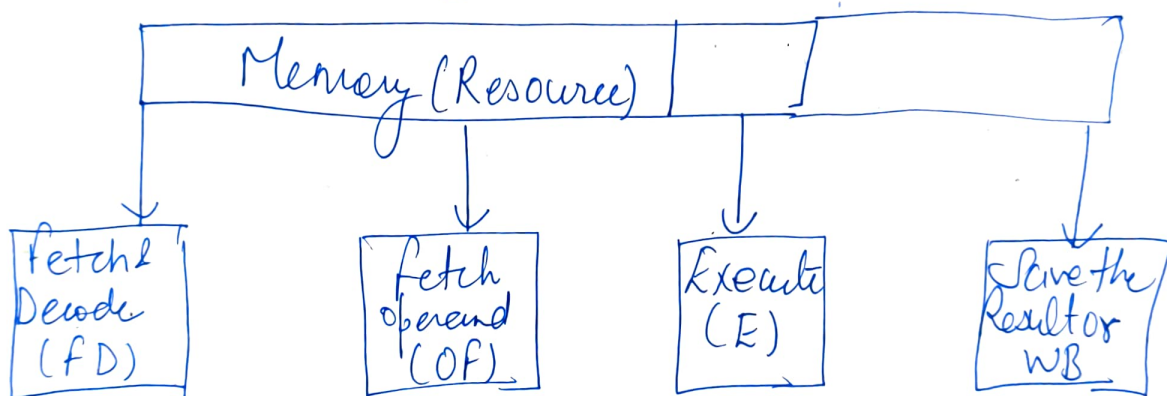 Memory (Resource)
Fetch &
Decode
(FD)
Fetch
operand
(OF)
Execute
(E)
Save the
Result or
WB